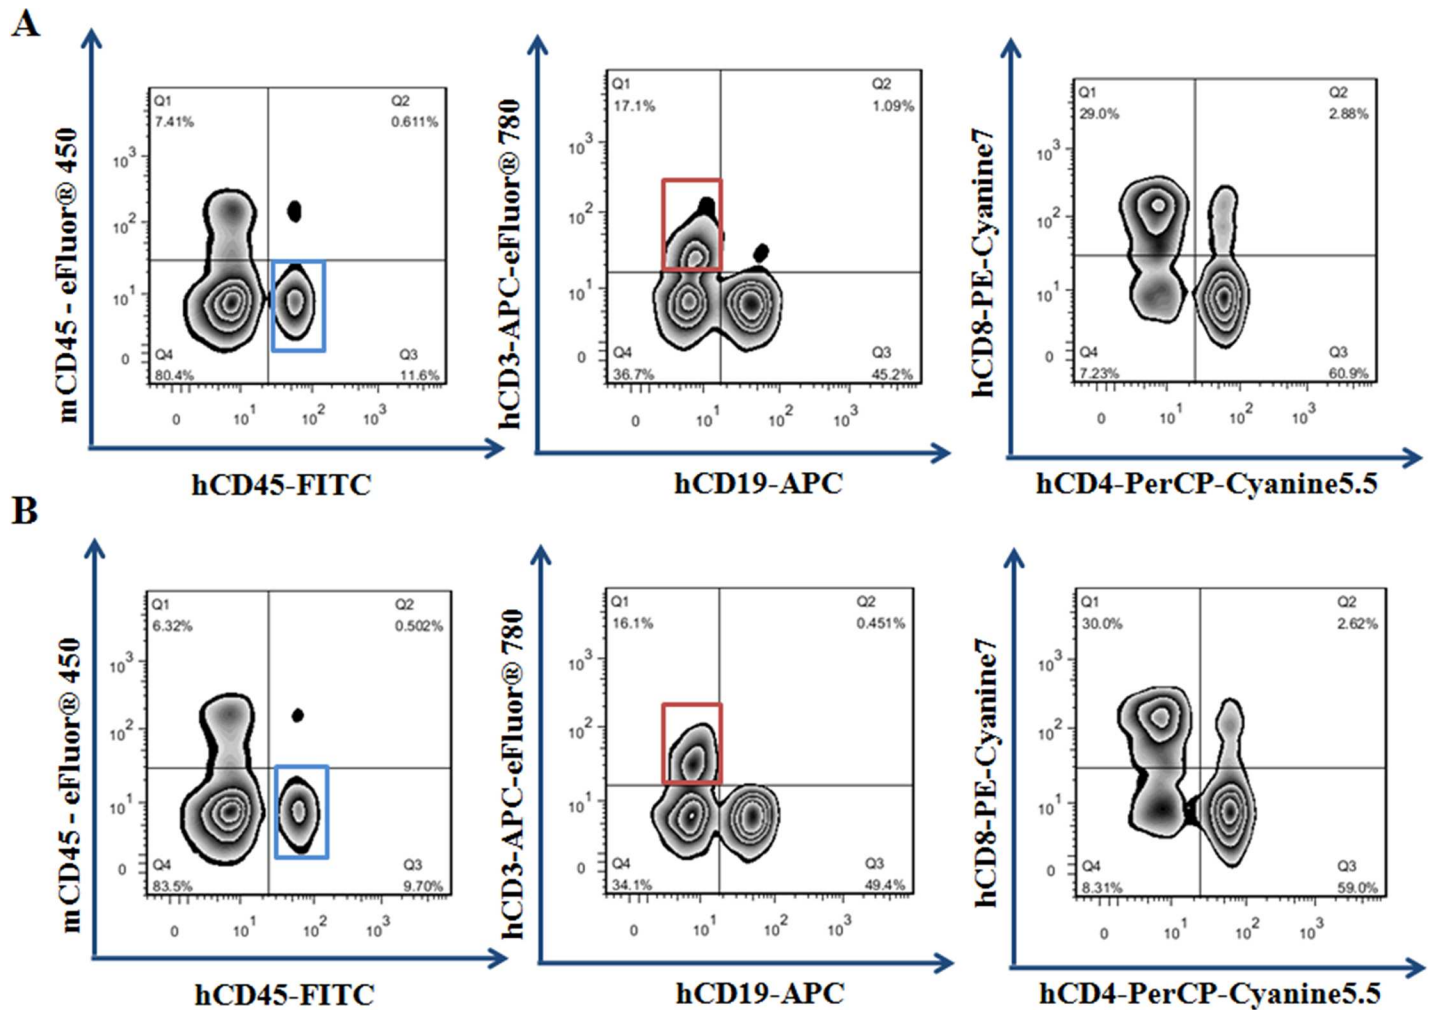 A
mCD45 - eFluor® 450
Q1
7.41%
Q2
0.611%
10^3
10^2
10^1
0
Q4
80.4%
Q3
11.6%
0
10^1
10^2
10^3
hCD45-FITC
hCD3-APC-eFluor® 780
Q1
17.1%
Q2
1.09%
10^3
10^2
10^1
0
Q4
36.7%
Q3
45.2%
0
10^1
10^2
10^3
hCD19-APC
hCD8-PE-Cyanine7
Q1
29.0%
Q2
2.88%
10^3
10^2
10^1
0
Q4
7.23%
Q3
60.9%
0
10^1
10^2
10^3
hCD4-PerCP-Cyanine5.5
B
mCD45 - eFluor® 450
Q1
6.32%
Q2
0.502%
10^3
10^2
10^1
0
Q4
83.5%
Q3
9.70%
0
10^1
10^2
10^3
hCD45-FITC
hCD3-APC-eFluor® 780
Q1
16.1%
Q2
0.451%
10^3
10^2
10^1
0
Q4
34.1%
Q3
49.4%
0
10^1
10^2
10^3
hCD19-APC
hCD8-PE-Cyanine7
Q1
30.0%
Q2
2.62%
10^3
10^2
10^1
0
Q4
8.31%
Q3
59.0%
0
10^1
10^2
10^3
hCD4-PerCP-Cyanine5.5